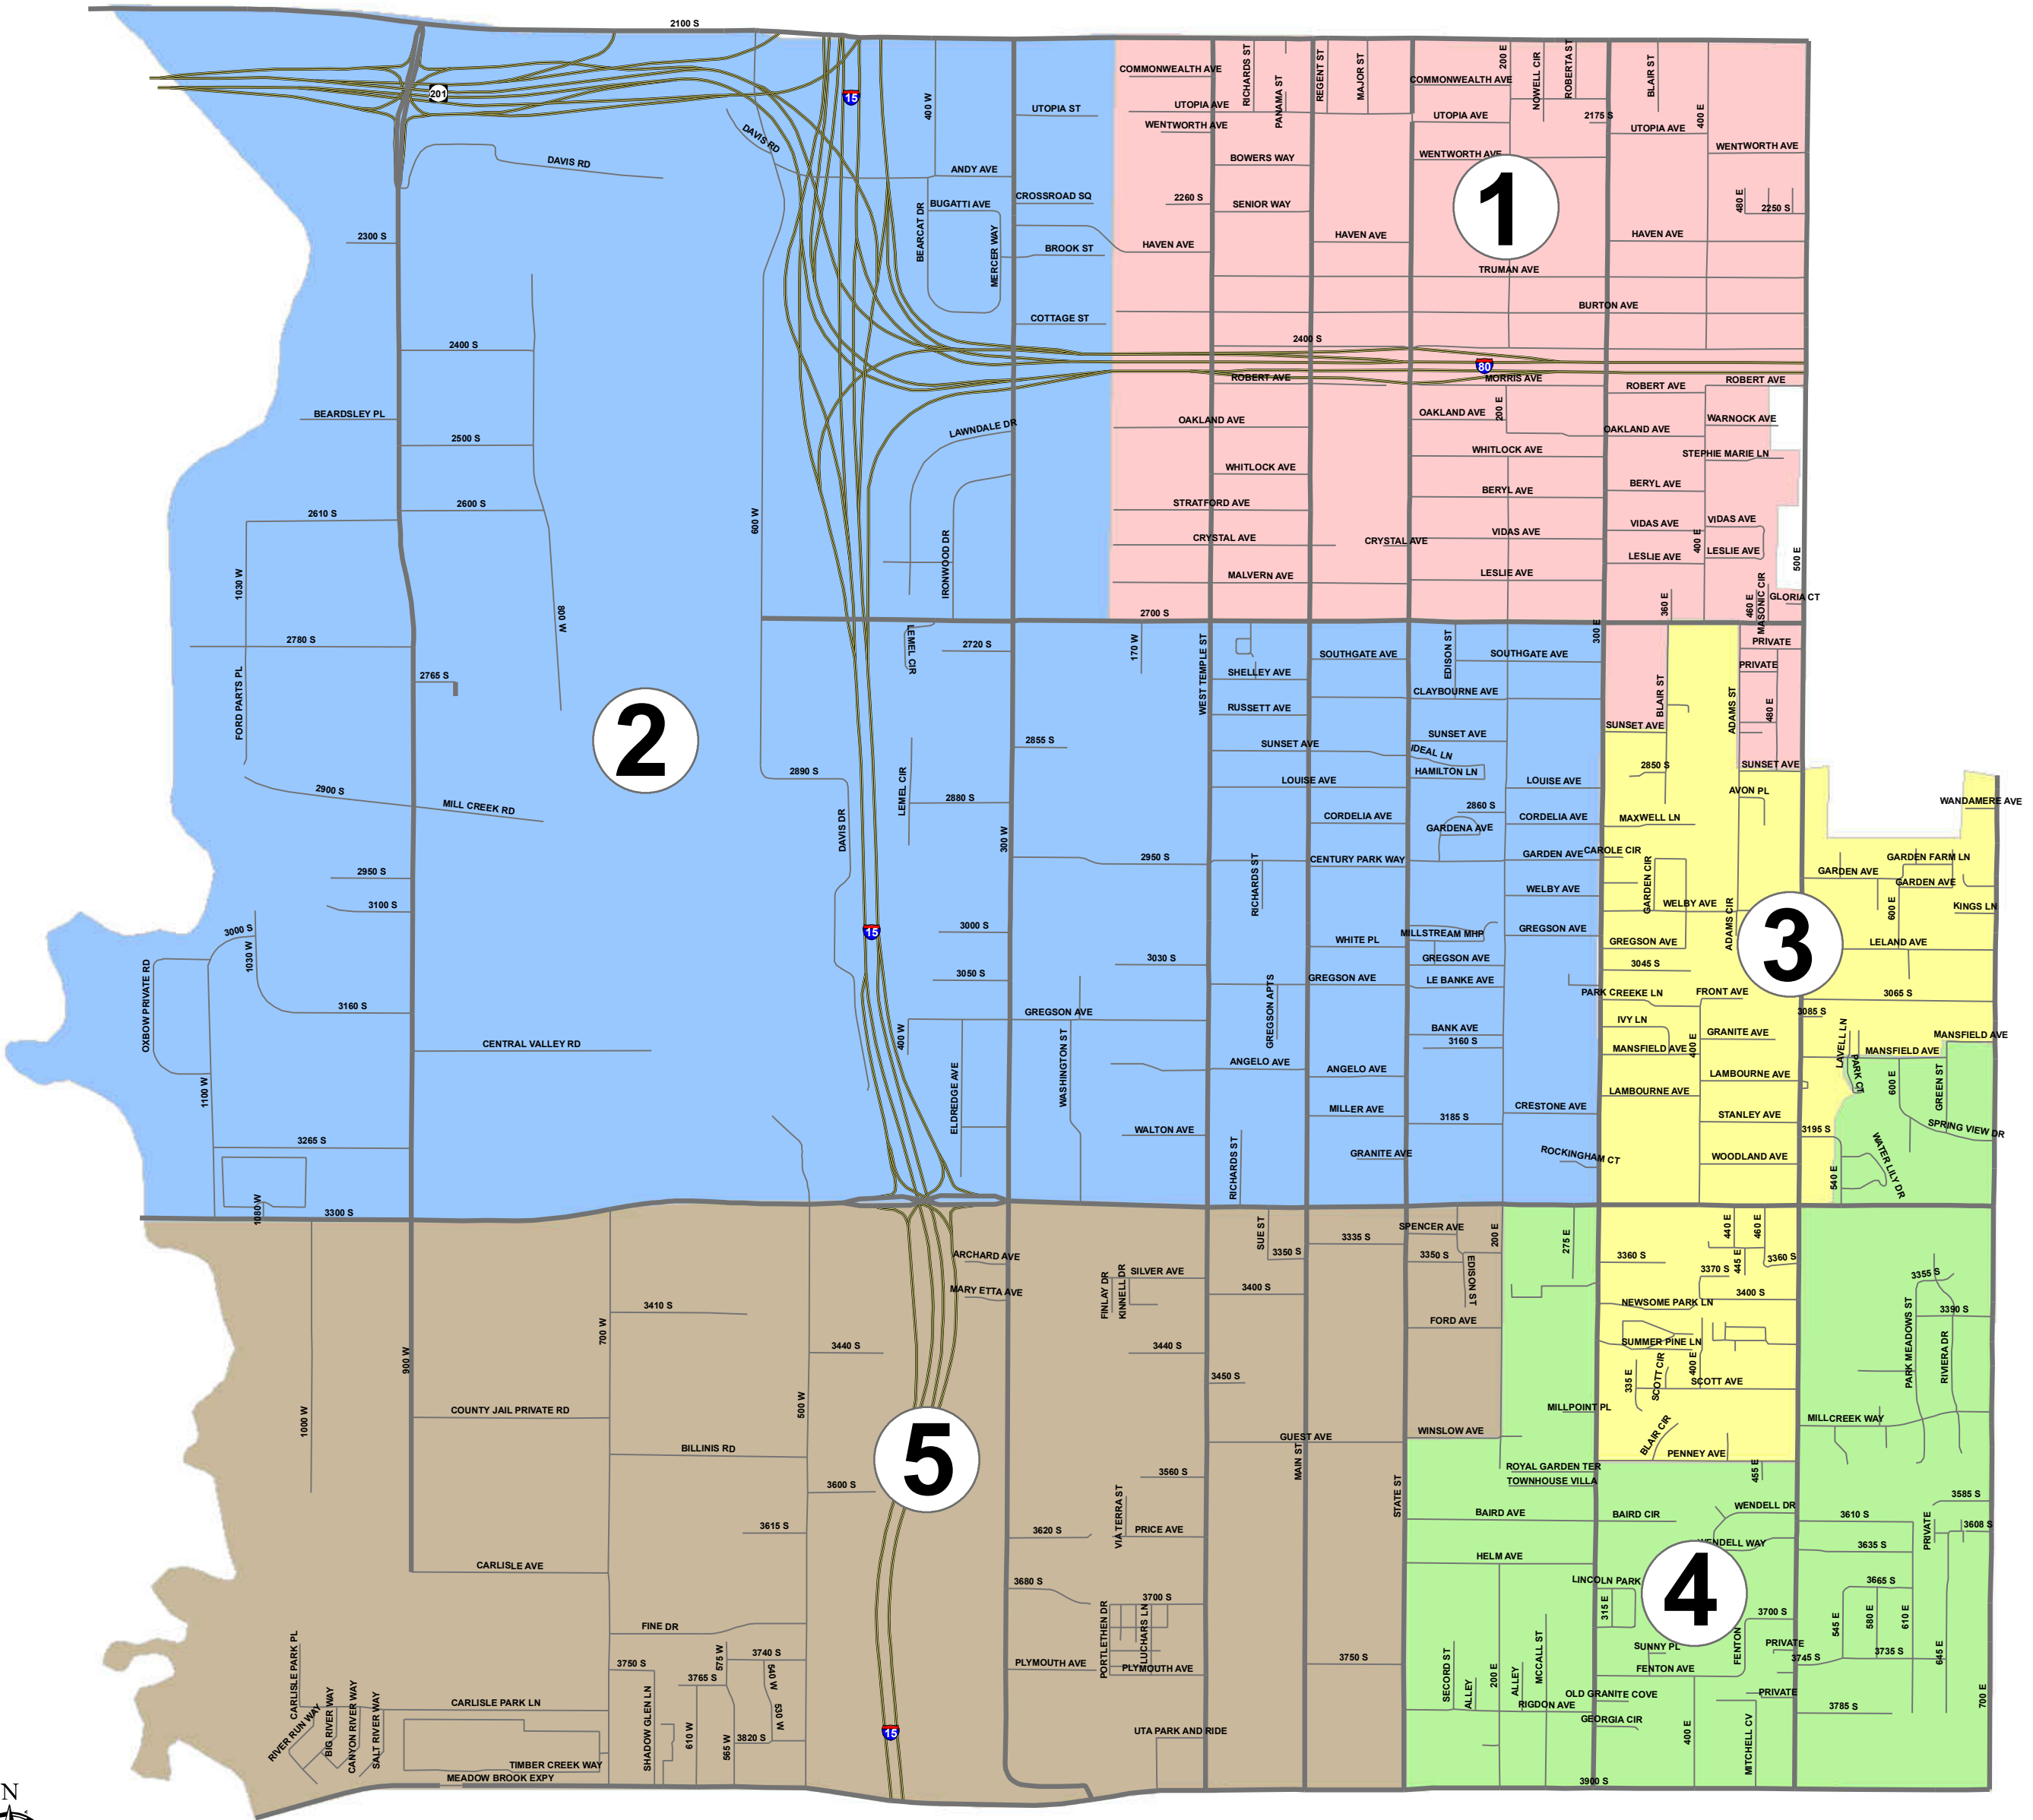 2100 S
COMMONWEALTH AVE
RICHARDS ST
PANAMA ST
REGENT ST
MAJOR ST
COMMONWEALTH AVE
200 E
NOWELL CIR
ROBERTA ST
BLAIR ST
400 E
201
15
400 W
UTOPIA ST
UTOPIA AVE
WENTWORTH AVE
UTOPIA AVE
2175 S
UTOPIA AVE
DAVIS RD
DAVIS RD
BOWERS WAY
WENTWORTH AVE
WENTWORTH AVE
ANDY AVE
1
CROSSROAD SQ
2260 S
SENIOR WAY
480 E
2250 S
BEARCAT DR
BUGATTI AVE
MERCER WAY
2300 S
BROOK ST
HAVEN AVE
HAVEN AVE
HAVEN AVE
TRUMAN AVE
BURTON AVE
COTTAGE ST
2400 S
2400 S
80
ROBERT AVE
MORRIS AVE
ROBERT AVE
ROBERT AVE
BEARDSLEY PL
LAWNDALE DR
OAKLAND AVE
OAKLAND AVE
200 E
OAKLAND AVE
WARNOCK AVE
2500 S
WHITLOCK AVE
WHITLOCK AVE
STEPHIE MARIE LN
BERYL AVE
BERYL AVE
2610 S
2600 S
600 W
STRATFORD AVE
VIDAS AVE
VIDAS AVE
VIDAS AVE
CRYSTAL AVE
CRYSTAL AVE
400 E
LESLIE AVE
LESLIE AVE
500 E
1030 W
IRONWOOD DR
MALVERN AVE
LESLIE AVE
360 E
460 E
MASONIC CIR
GLORIA CT
800 W
2700 S
300 E
2780 S
LEMEL CIR
2720 S
170 W
WEST TEMPLE ST
SOUTHGATE AVE
EDISON ST
SOUTHGATE AVE
PRIVATE
PRIVATE
FORD PARTS PL
2765 S
SHELLEY AVE
CLAYBOURNE AVE
BLAIR ST
ADAMS ST
480 E
2
RUSSETT AVE
SUNSET AVE
SUNSET AVE
SUNSET AVE
IDEAL LN
2855 S
2890 S
LEMEL CIR
LOUISE AVE
HAMILTON LN
LOUISE AVE
2850 S
SUNSET AVE
2900 S
MILL CREEK RD
2880 S
2860 S
AVON PL
WANDAMERE AVE
DAVIS DR
300 W
CORDELIA AVE
GARDENA AVE
CORDELIA AVE
MAXWELL LN
2950 S
2950 S
CENTURY PARK WAY
GARDEN AVE
CAROLE CIR
GARDEN AVE
GARDEN FARM LN
GARDEN AVE
RICHARDS ST
WELBY AVE
GARDEN CIR
WELBY AVE
ADAMS CIR
600 E
KINGS LN
3100 S
15
3000 S
3000 S
1030 W
WHITE PL
MILLSTREAM MHP
GREGSON AVE
GREGSON AVE
3
LELAND AVE
3030 S
GREGSON AVE
3045 S
OXBOW PRIVATE RD
3050 S
GREGSON APTS
GREGSON AVE
LE BANKE AVE
PARK CREEKE LN
FRONT AVE
3065 S
3160 S
GREGSON AVE
IVY LN
3085 S
400 W
WASHINGTON ST
BANK AVE
3160 S
GRANITE AVE
LAVELL LN
MANSFIELD AVE
CENTRAL VALLEY RD
MANSFIELD AVE
400 E
MANSFIELD AVE
ANGELO AVE
ANGELO AVE
LAMBOURNE AVE
PARK CT
600 E
GREEN ST
1100 W
ELDREDGE AVE
LAMBOURNE AVE
MILLER AVE
3185 S
CRESTONE AVE
STANLEY AVE
3265 S
WALTON AVE
3195 S
SPRING VIEW DR
RICHARDS ST
GRANITE AVE
ROCKINGHAM CT
WOODLAND AVE
540 E
WATER LILY DR
1080 W
3300 S
SUE ST
SPENCER AVE
200 E
275 E
440 E
460 E
3335 S
ARCHARD AVE
3350 S
3350 S
EDISON ST
3360 S
445 E
3360 S
FINLAY DR
KINNELL DR
SILVER AVE
3370 S
3355 S
MARY ETTA AVE
3400 S
3400 S
3410 S
NEWSOME PARK LN
3390 S
700 W
FORD AVE
PARK MEADOWS ST
RIVIERA DR
3440 S
3440 S
SUMMER PINE LN
900 W
3450 S
335 E
SCOTT CIR
400 E
SCOTT AVE
1000 W
500 W
COUNTY JAIL PRIVATE RD
MILLPOINT PL
MILLCREEK WAY
BILLINIS RD
5
GUEST AVE
WINSLOW AVE
BLAIR CIR
PENNEY AVE
MAIN ST
3560 S
ROYAL GARDEN TER
455 E
3600 S
STATE ST
TOWNHOUSE VILLA
VIA TERRA ST
BAIRD AVE
BAIRD CIR
WENDELL DR
3585 S
3615 S
3620 S
PRICE AVE
3610 S
PRIVATE
3608 S
WENDELL WAY
3635 S
CARLISLE AVE
HELM AVE
3680 S
LINCOLN PARK
4
3665 S
3700 S
315 E
3700 S
545 E
580 E
610 E
FINE DR
PORTLETHEN DR
LUCHARS LN
CARLISLE PARK PL
575 W
3740 S
SECORD ST
200 E
MCCALL ST
SUNNY PL
FENTON
PRIVATE
3735 S
645 E
3750 S
PLYMOUTH AVE
PLYMOUTH AVE
3750 S
3745 S
3765 S
540 W
FENTON AVE
700 E
ALLEY
ALLEY
OLD GRANITE COVE
PRIVATE
CARLISLE PARK LN
530 W
RIGDON AVE
3785 S
RIVER RUN WAY
BIG RIVER WAY
CANYON RIVER WAY
SALT RIVER WAY
SHADOW GLEN LN
610 W
565 W
3820 S
15
UTA PARK AND RIDE
GEORGIA CIR
400 E
MITCHELL CV
TIMBER CREEK WAY
MEADOW BROOK EXPY
3900 S
N